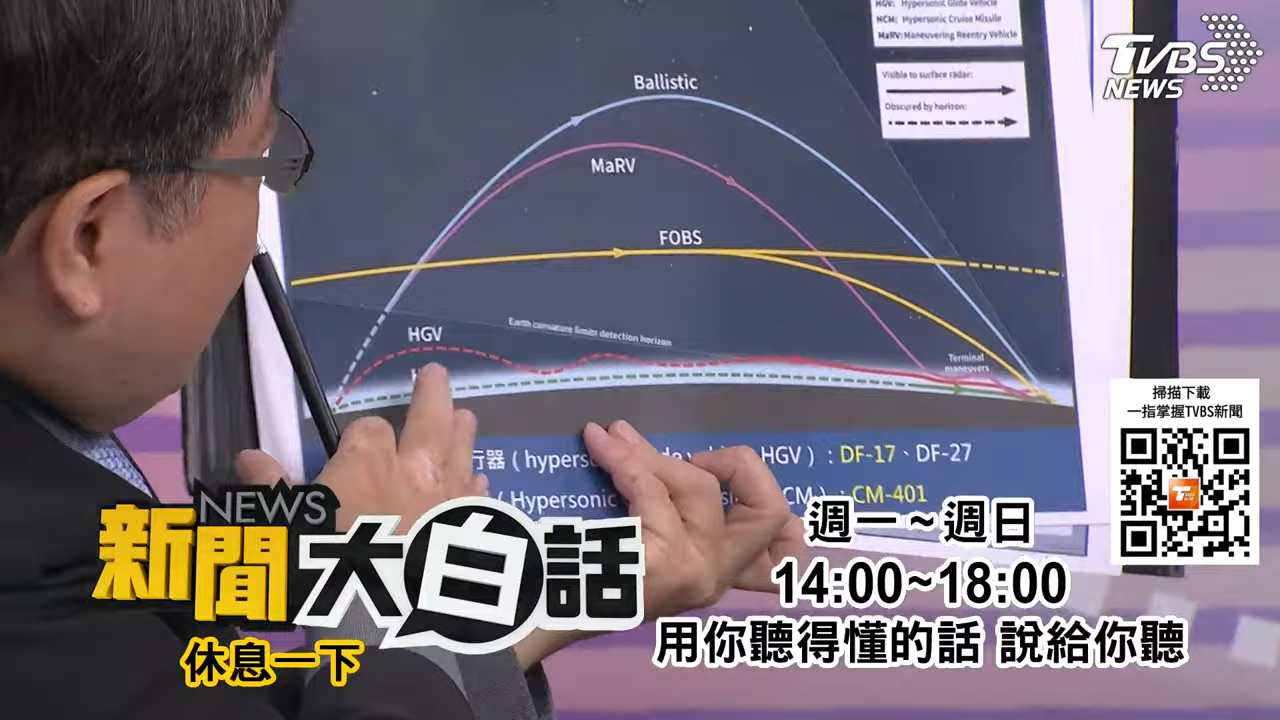 HGV: Hypersonic Glide Vehicle
HCM: Hypersonic Cruise Missile
MaRV: Maneuvering Reentry Vehicle
TVBS
NEWS
Visible to surface radar:
Obscured by horizon:
Ballistic
MaRV
FOBS
Earth curvature limits detection horizon
HGV
Terminal
maneuvers
行器 ( hypers HGV ) : DF-17、DF-27
( Hypersonic CM ) : CM-401
掃描下載
一指掌握TVBS新聞
NEWS
新聞大白話
休息一下
週一~週日
14:00~18:00
用你聽得懂的話 說給你聽